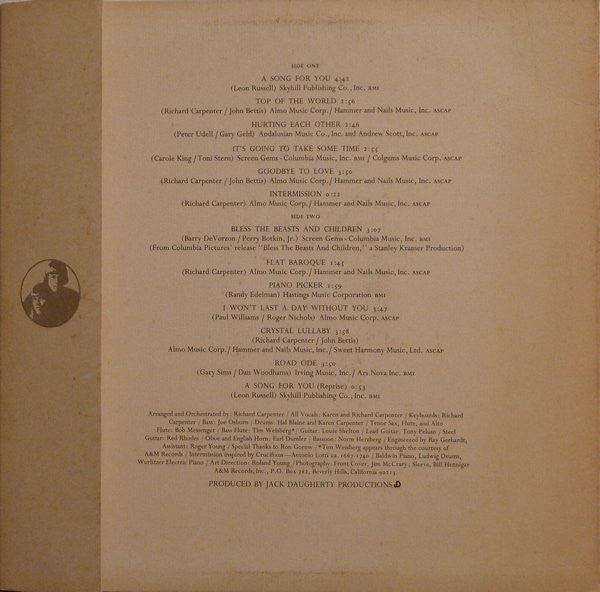 SIDE ONE
A SONG FOR YOU 4:42
(Leon Russell) Skyhill Publishing Co., Inc. BMI
TOP OF THE WORLD 2:56
(Richard Carpenter / John Bettis) Almo Music Corp. / Hammer and Nails Music, Inc. ASCAP
HURTING EACH OTHER 2:46
(Peter Udell / Gary Geld) Andalusian Music Co., Inc. and Andrew Scott, Inc. ASCAP
IT'S GOING TO TAKE SOME TIME 2:55
(Carole King / Toni Stern) Screen Gems-Columbia Music, Inc. BMI / Colgems Music Corp. ASCAP
GOODBYE TO LOVE 3:50
(Richard Carpenter / John Bettis) Almo Music Corp. / Hammer and Nails Music, Inc. ASCAP
INTERMISSION 0:22
(Richard Carpenter) Almo Music Corp. / Hammer and Nails Music, Inc. ASCAP
SIDE TWO
BLESS THE BEASTS AND CHILDREN 3:07
(Barry DeVorzon / Perry Botkin, Jr.) Screen Gems-Columbia Music, Inc. BMI
(From Columbia Pictures' release "Bless The Beasts And Children," a Stanley Kramer Production)
FLAT BAROQUE 1:45
(Richard Carpenter) Almo Music Corp. / Hammer and Nails Music, Inc. ASCAP
PIANO PICKER 1:59
(Randy Edelman) Hastings Music Corporation BMI
I WON'T LAST A DAY WITHOUT YOU 3:47
(Paul Williams / Roger Nichols) Almo Music Corp. ASCAP
CRYSTAL LULLABY 3:58
(Richard Carpenter / John Bettis)
Almo Music Corp. / Hammer and Nails Music, Inc. / Sweet Harmony Music, Ltd. ASCAP
ROAD ODE 3:50
(Gary Sims / Dan Woodhams) Irving Music, Inc. / Ars Nova Inc. BMI
A SONG FOR YOU (Reprise) 0:53
(Leon Russell) Skyhill Publishing Co., Inc. BMI
Arranged and Orchestrated by: Richard Carpenter / All Vocals: Karen and Richard Carpenter / Keyboards: Richard
Carpenter / Bass: Joe Osborn / Drums: Hal Blaine and Karen Carpenter / Tenor Sax, Flute, and Alto
Flute: Bob Messenger / Bass Flute: Tim Weisberg* / Guitar: Louie Shelton / Lead Guitar: Tony Peluso / Steel
Guitar: Red Rhodes / Oboe and English Horn: Earl Dumler / Bassoon: Norm Herzberg / Engineered by Ray Gerhardt,
Assistant: Roger Young / Special Thanks to Ron Gorow / *Tim Weisberg appears through the courtesy of
A&M Records / Intermission inspired by Crucifixus—Antonio Lotti ca. 1667-1740 / Baldwin Piano, Ludwig Drums,
Wurlitzer Electric Piano / Art Direction: Roland Young / Photography: Front Cover, Jim McCrary; Sleeve, Bill Hennigar
A&M Records, Inc., P.O. Box 782, Beverly Hills, California 90213.
PRODUCED BY JACK DAUGHERTY PRODUCTIONS JD